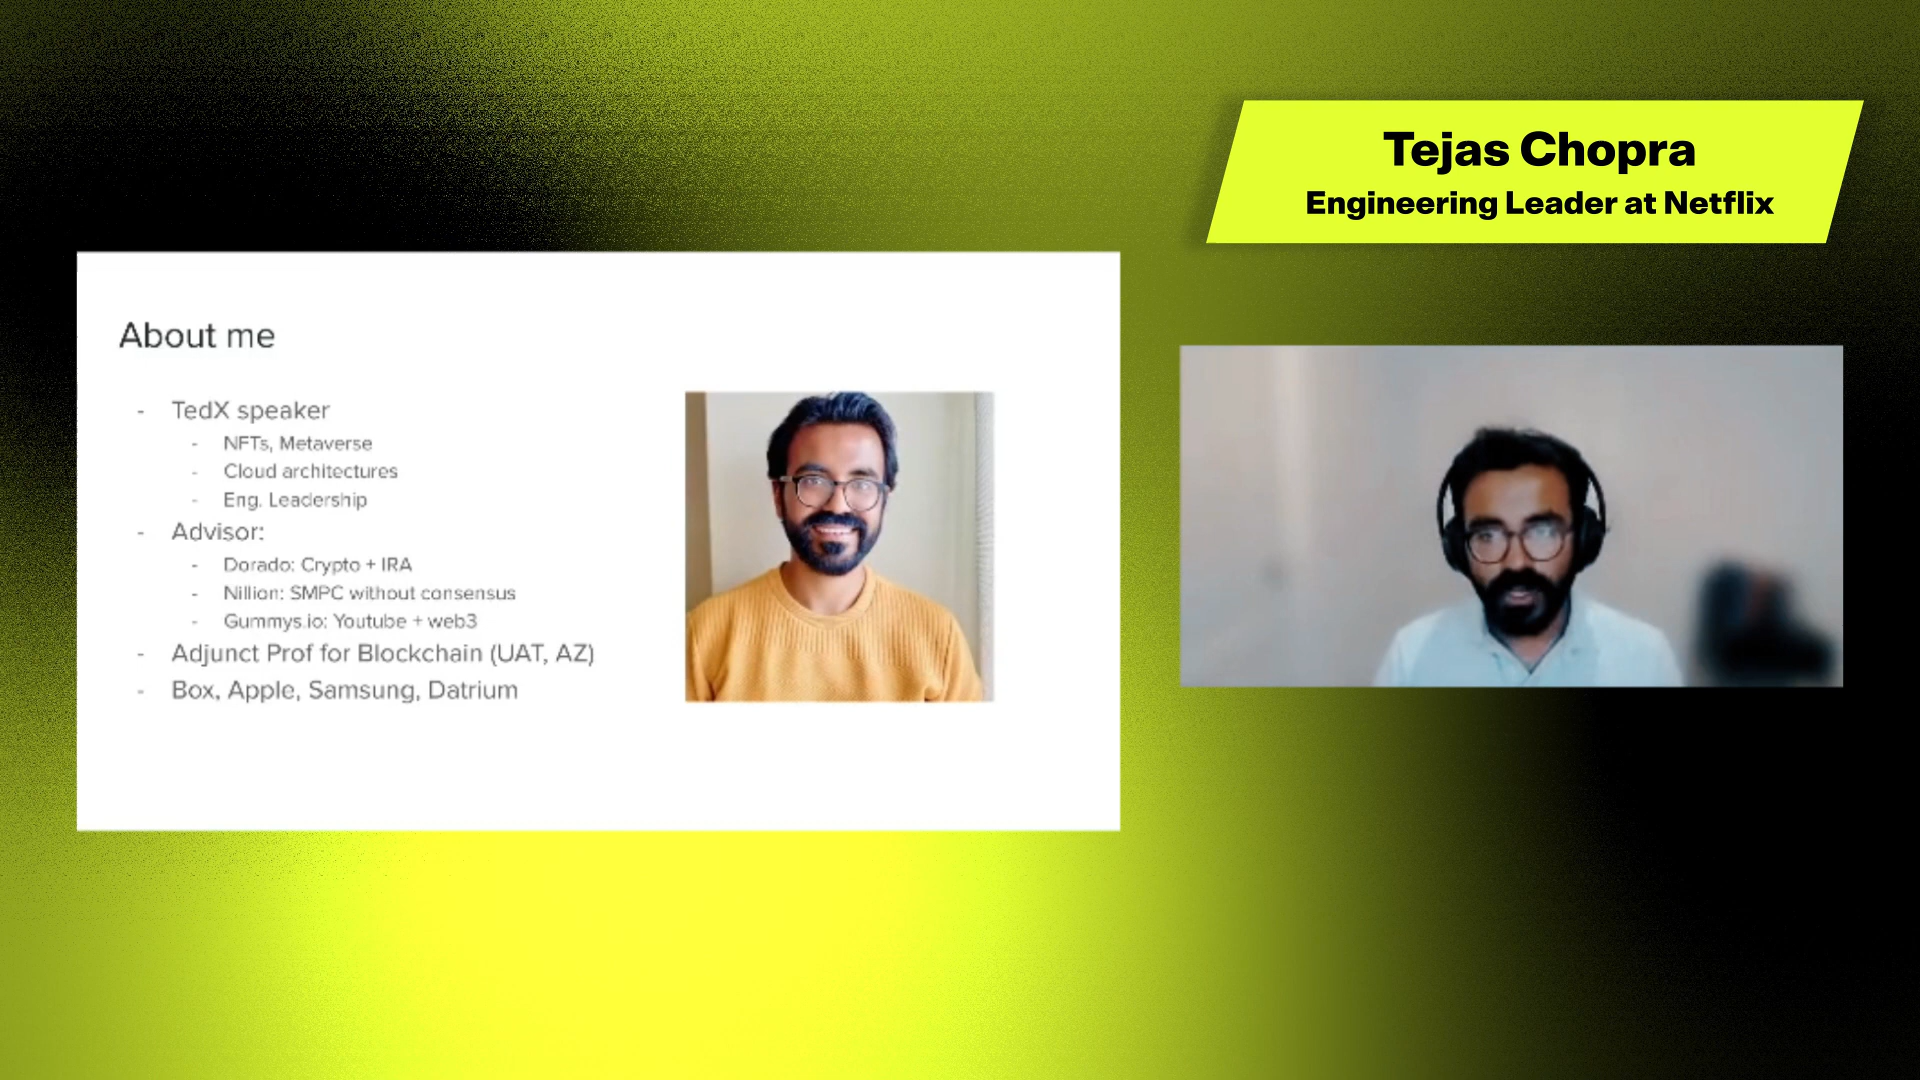 Tejas Chopra
Engineering Leader at Netflix
About me
- TedX speaker
- NFTs, Metaverse
- Cloud architectures
- Eng. Leadership
- Advisor:
- Dorado: Crypto + IRA
- Nillion: SMPC without consensus
- Gummys.io: Youtube + web3
- Adjunct Prof for Blockchain (UAT, AZ)
- Box, Apple, Samsung, Datrium